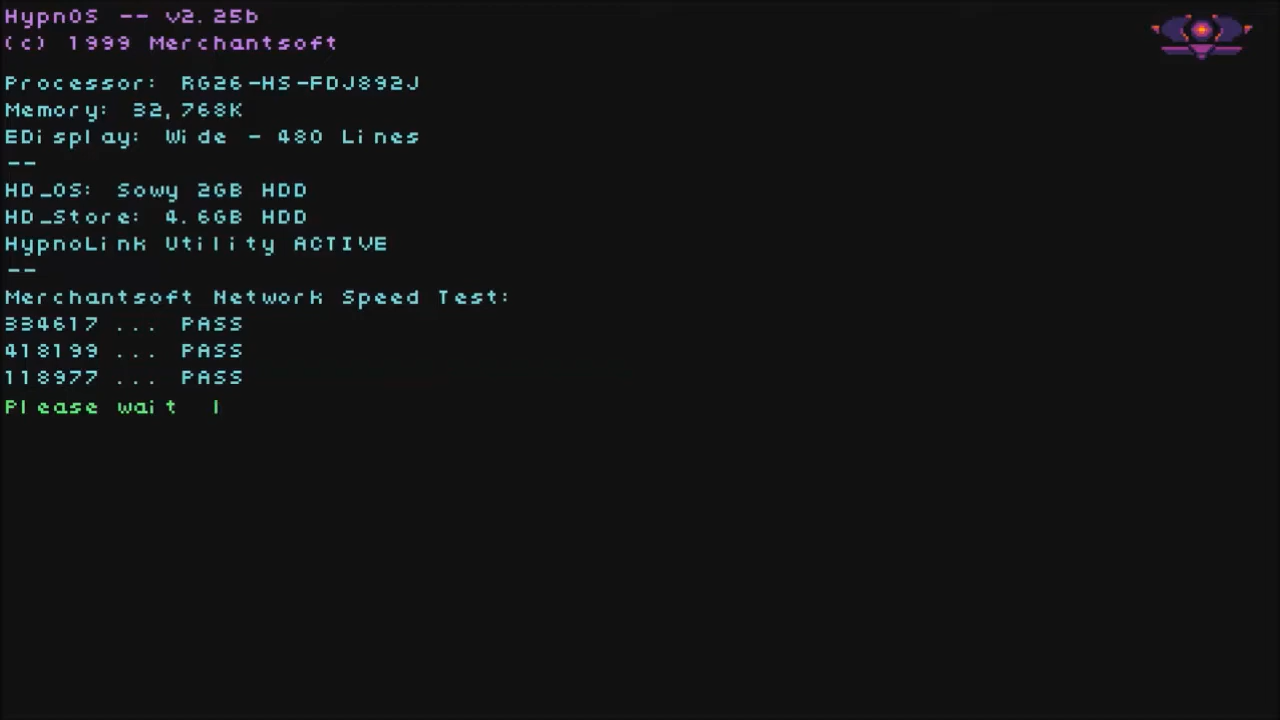 HypnOS -- v2.25b
(c) 1999 Merchantsoft
Processor: RG26-HS-FDJ892J
Memory: 32,768K
EDisplay: Wide - 480 Lines
--
HD_OS: Sowy 2GB HDD
HD_Store: 4.6GB HDD
HypnoLink Utility ACTIVE
--
Merchantsoft Network Speed Test:
334617 ... PASS
418199 ... PASS
118977 ... PASS
Please wait |